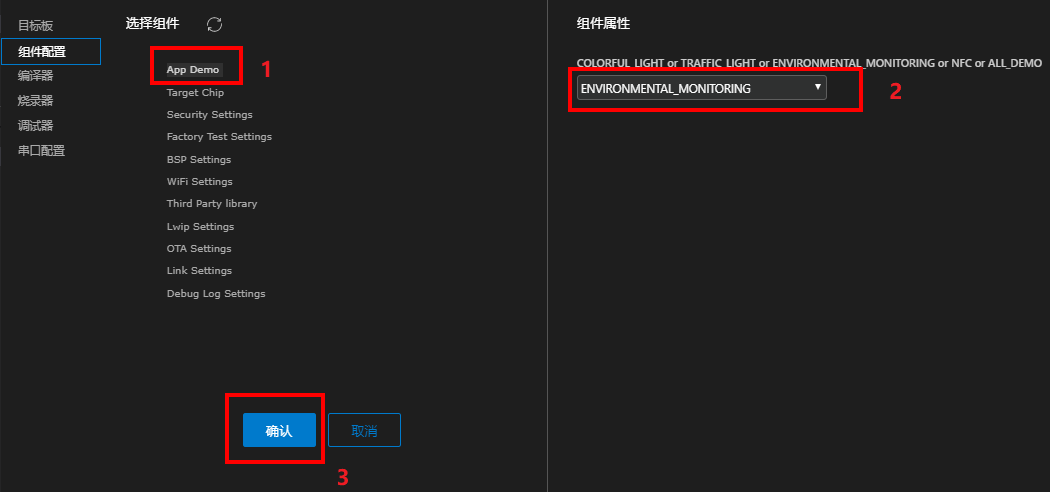 目标板
组件配置
编译器
烧录器
调试器
串口配置
选择组件
App Demo
1
Target Chip
Security Settings
Factory Test Settings
BSP Settings
WiFi Settings
Third Party library
Lwip Settings
OTA Settings
Link Settings
Debug Log Settings
确认
取消
3
组件属性
COLORFUL_LIGHT or TRAFFIC_LIGHT or ENVIRONMENTAL_MONITORING or NFC or ALL_DEMO
ENVIRONMENTAL_MONITORING
2